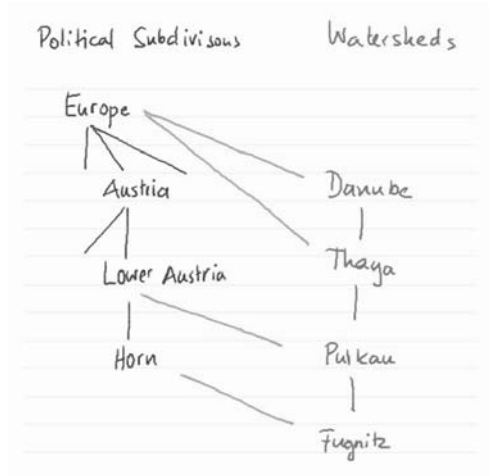 Political Subdivisons
Watersheds
Europe
Austria
Danube
Lower Austria
Thaya
Horn
Pulkau
Fugnitz